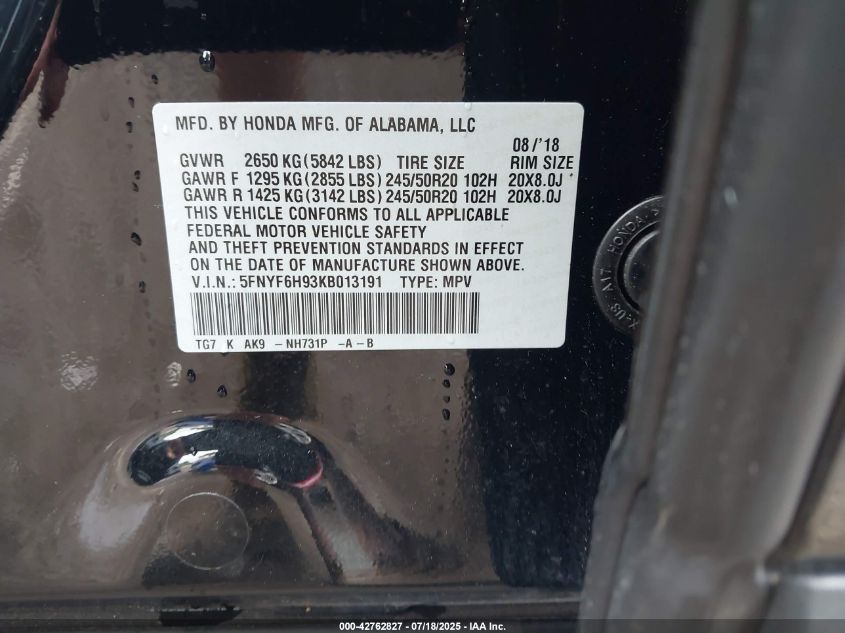 MFD. BY HONDA MFG. OF ALABAMA, LLC
08/'18
GVWR 2650 KG(5842 LBS) TIRE SIZE RIM SIZE
GAWR F 1295 KG(2855 LBS) 245/50R20 102H 20X8.0J
GAWR R 1425 KG(3142 LBS) 245/50R20 102H 20X8.0J
THIS VEHICLE CONFORMS TO ALL APPLICABLE
FEDERAL MOTOR VEHICLE SAFETY
AND THEFT PREVENTION STANDARDS IN EFFECT
ON THE DATE OF MANUFACTURE SHOWN ABOVE.
V.I.N.: 5FNYF6H93KB013191 TYPE: MPV
TG7 K AK9 -NH731P -A-B
HONDA
A17
000-42762827 - 07/18/2025 - IAA Inc.